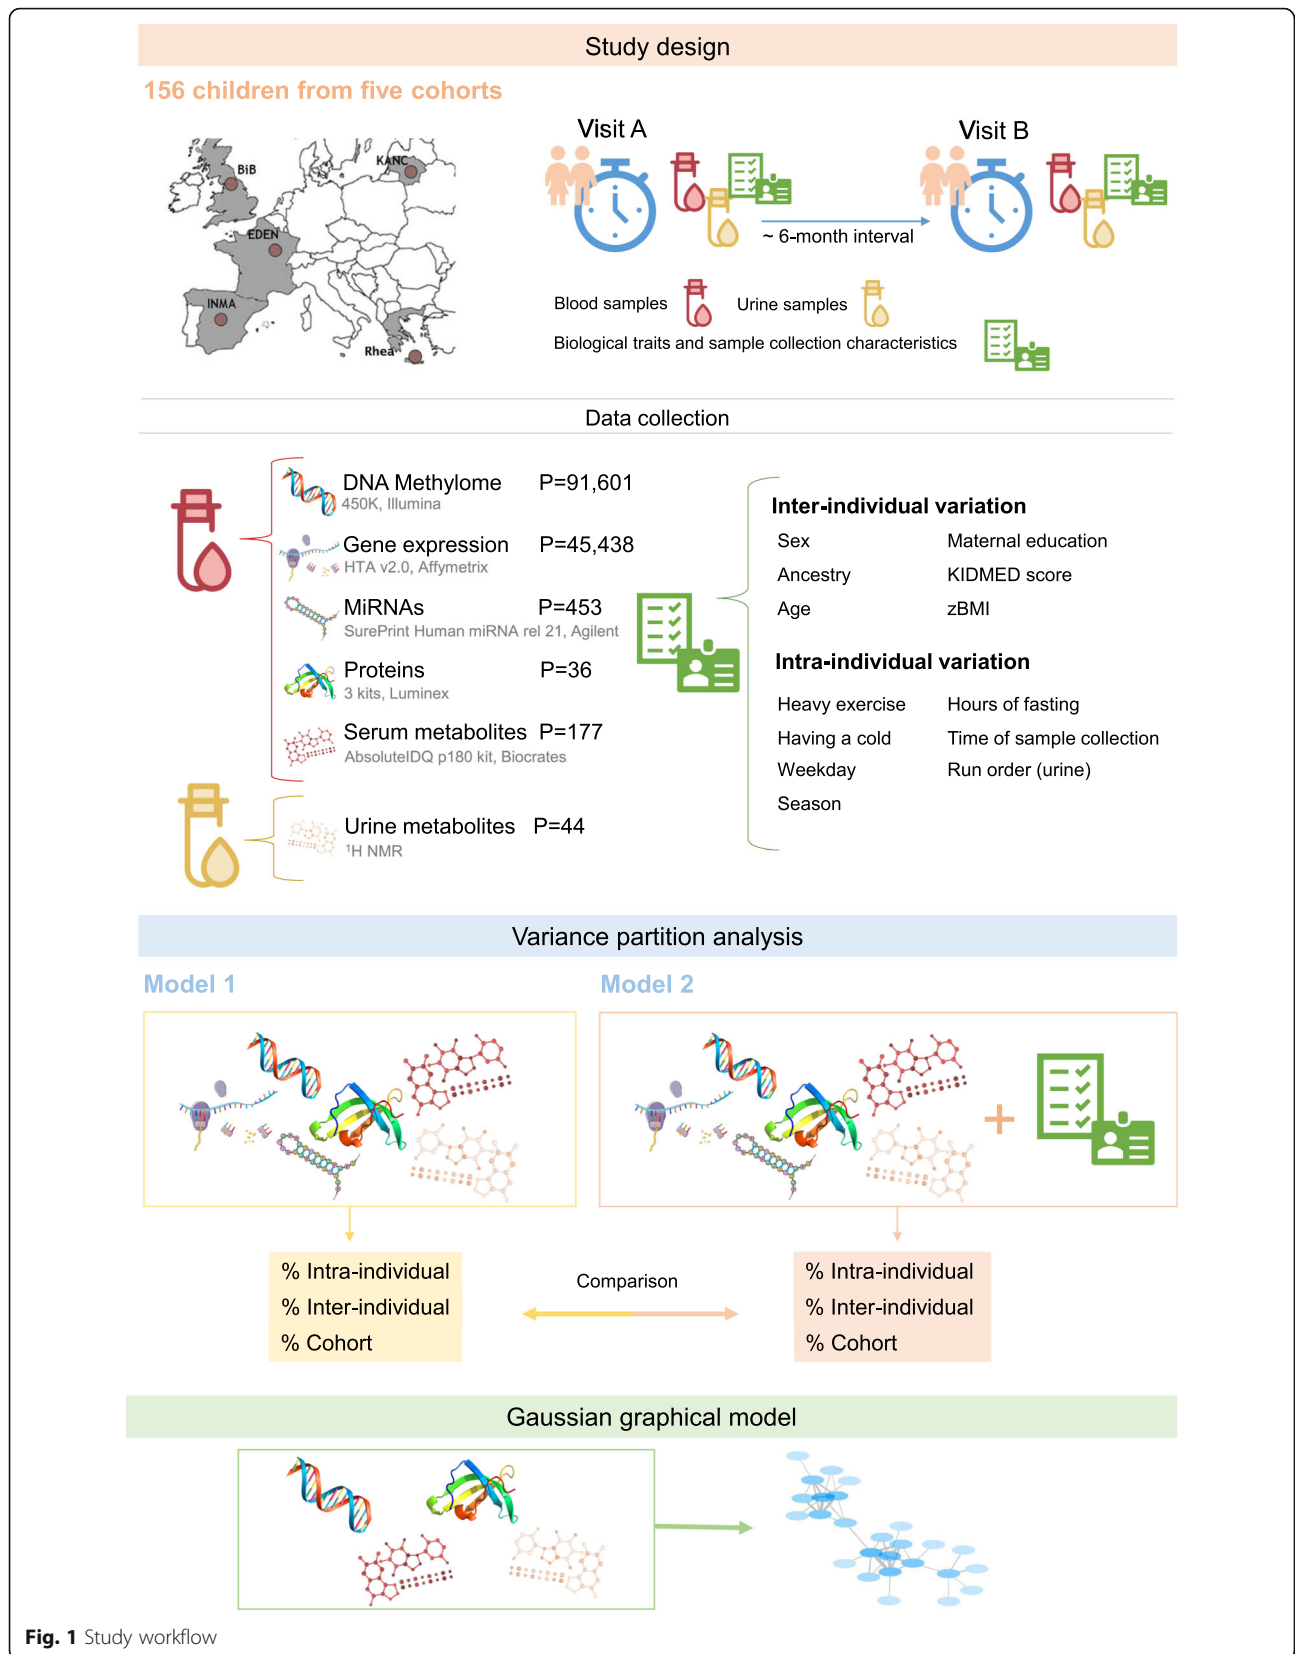 Study design
156 children from five cohorts
BiB
KANC
EDEN
INMA
Rhea
Visit A
Visit B
~ 6-month interval
Blood samples
Urine samples
Biological traits and sample collection characteristics
Data collection
DNA Methylome P=91,601
450K, Illumina
Gene expression P=45,438
HTA v2.0, Affymetrix
MiRNAs P=453
SurePrint Human miRNA rel 21, Agilent
Proteins P=36
3 kits, Luminex
Serum metabolites P=177
AbsoluteIDQ p180 kit, Biocrates
Urine metabolites P=44
¹H NMR
Inter-individual variation
Sex Maternal education
Ancestry KIDMED score
Age zBMI
Intra-individual variation
Heavy exercise Hours of fasting
Having a cold Time of sample collection
Weekday Run order (urine)
Season
Variance partition analysis
Model 1
Model 2
+
% Intra-individual
% Inter-individual
% Cohort
Comparison
% Intra-individual
% Inter-individual
% Cohort
Gaussian graphical model
Fig. 1 Study workflow